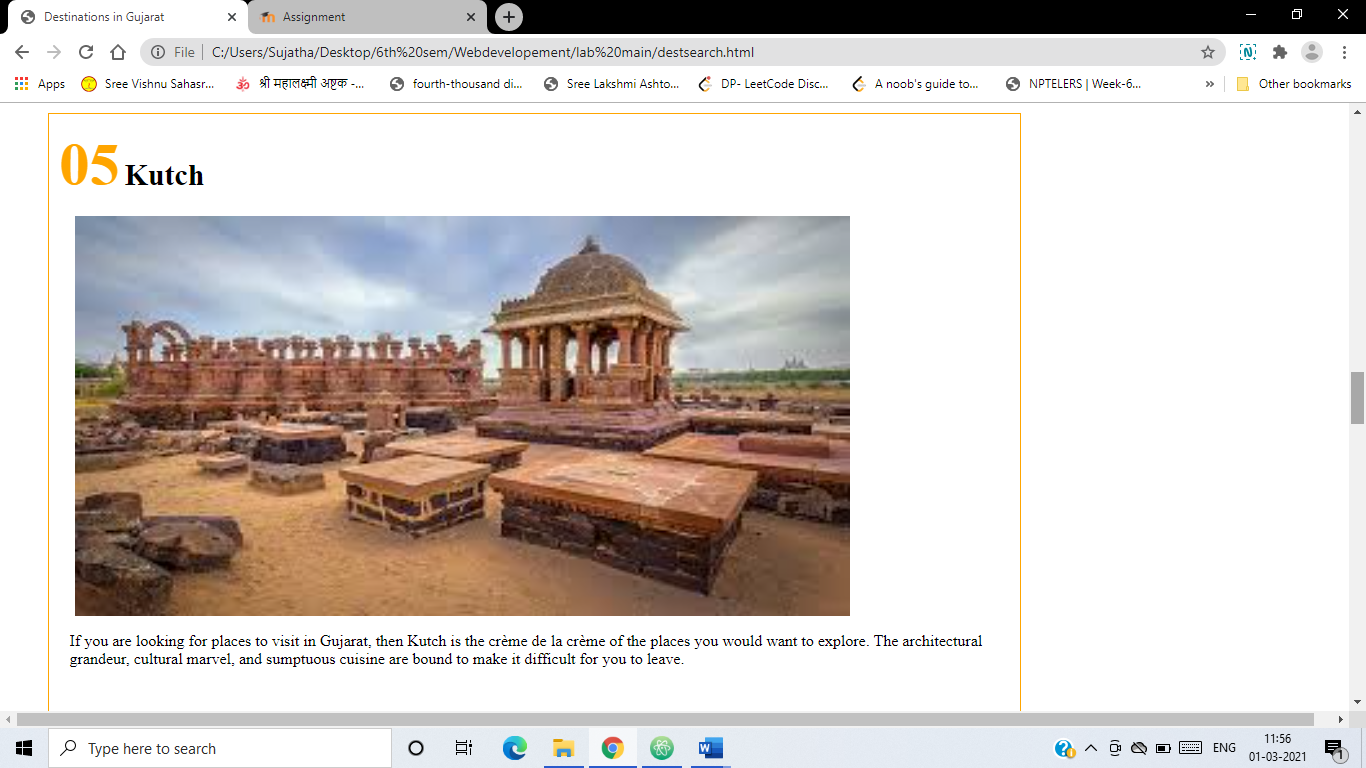 Destinations in Gujarat
Assignment
File
C:/Users/Sujatha/Desktop/6th%20sem/Webdevelopement/lab%20main/destsearch.html
Apps
Sree Vishnu Sahasr...
श्री महालक्ष्मी अष्टक -...
fourth-thousand di...
Sree Lakshmi Ashto...
DP- LeetCode Disc...
A noob's guide to...
NPTELERS | Week-6...
»
Other bookmarks
05 Kutch
If you are looking for places to visit in Gujarat, then Kutch is the crème de la crème of the places you would want to explore. The architectural
grandeur, cultural marvel, and sumptuous cuisine are bound to make it difficult for you to leave.
Type here to search
ENG
11:56
01-03-2021
1